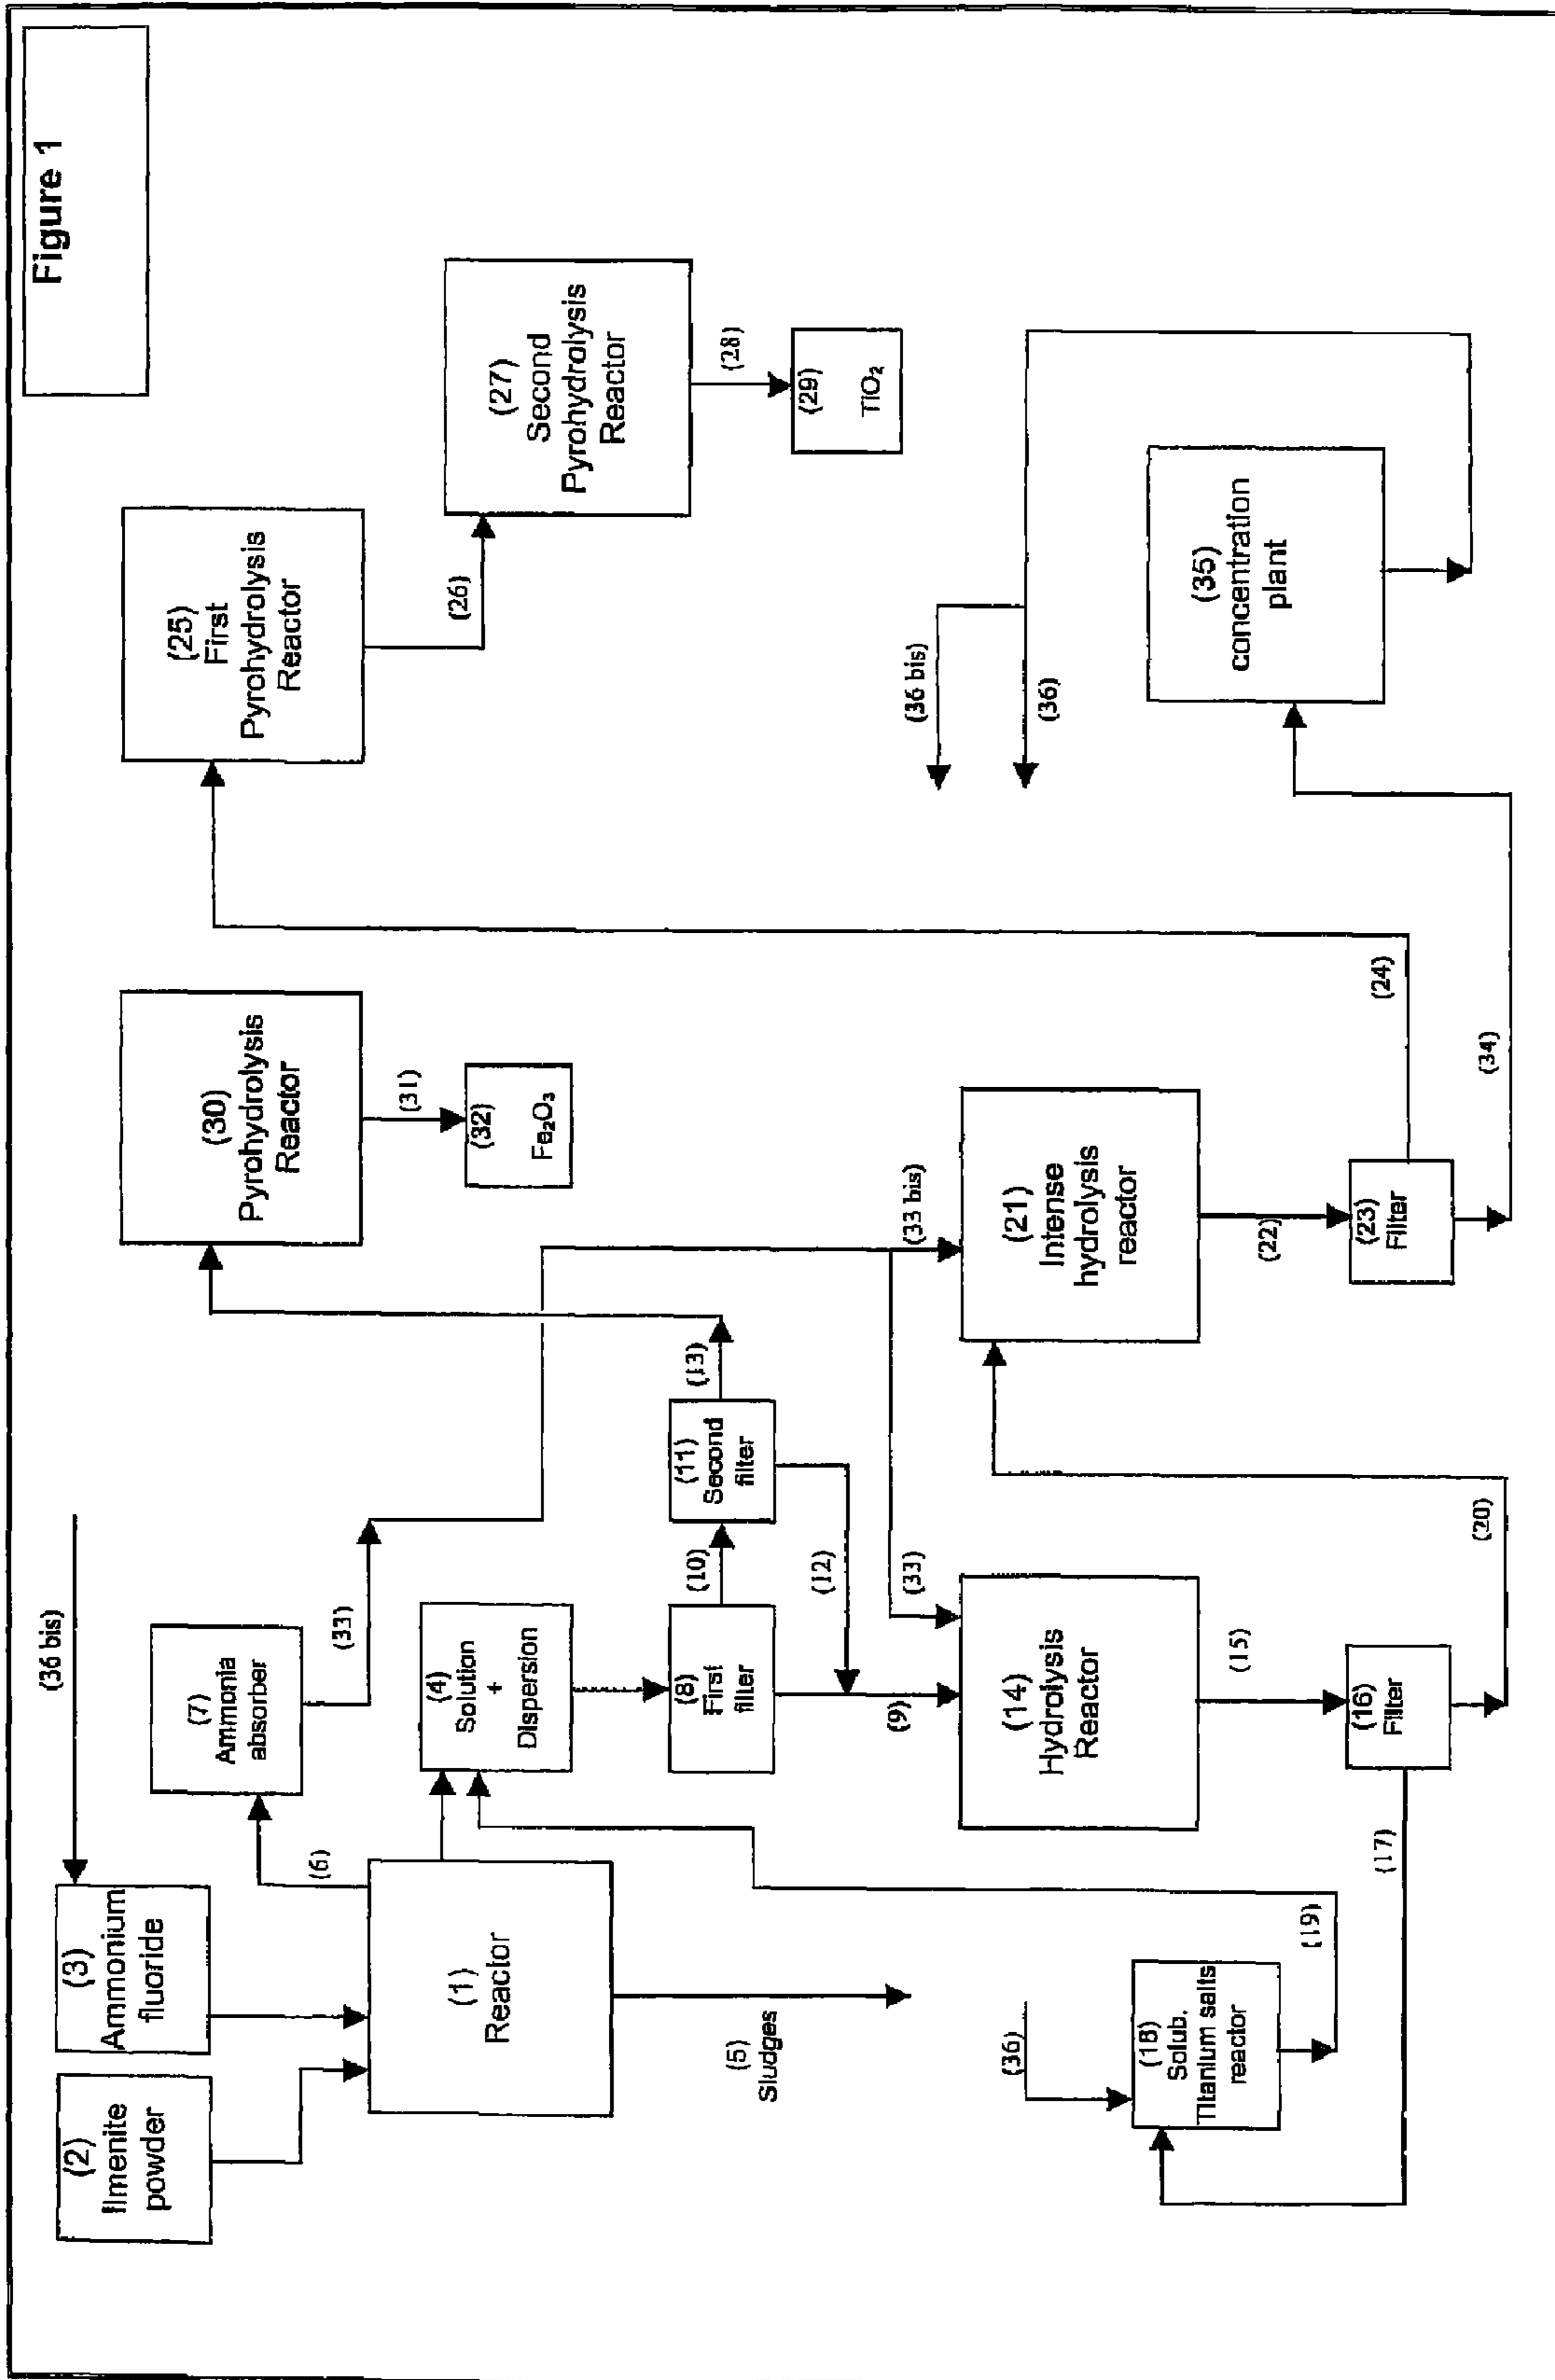 Figure 1
(2)
Ilmenite
powder
(3)
Ammonium
fluoride
(36 bis)
(7)
Ammonia
absorber
(6)
(33)
(1)
Reactor
(4)
Solution
+
Dispersion
(5)
Sludges
(8)
First
filter
(10)
(11)
Second
filter
(13)
(12)
(9)
(33)
(33 bis)
(14)
Hydrolysis
Reactor
(15)
(16)
Filter
(17)
(36)
(18)
Solub.
Titanium salts
reactor
(19)
(20)
(21)
Intense
hydrolysis
reactor
(22)
(23)
Filter
(24)
(34)
(30)
Pyrohydrolysis
Reactor
(31)
(32)
Fe₂O₃
(25)
First
Pyrohydrolysis
Reactor
(26)
(27)
Second
Pyrohydrolysis
Reactor
(28)
(29)
TiO₂
(36 bis)
(36)
(35)
concentration
plant